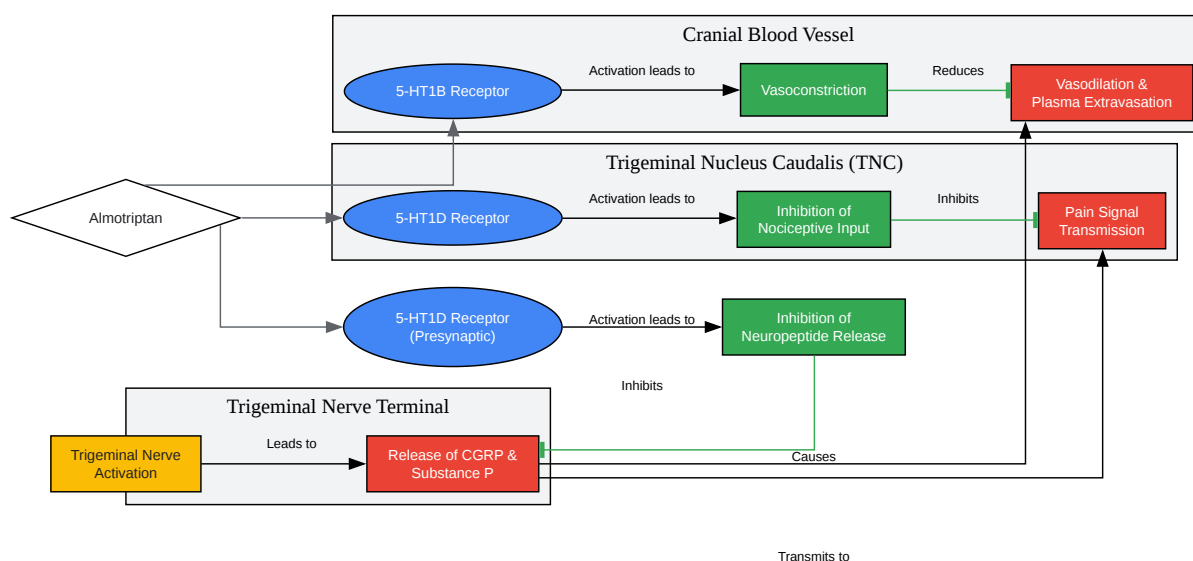 Cranial Blood Vessel
5-HT1B Receptor
Activation leads to
Vasoconstriction
Reduces
Vasodilation &
Plasma Extravasation
Trigeminal Nucleus Caudalis (TNC)
Almotriptan
5-HT1D Receptor
Activation leads to
Inhibition of
Nociceptive Input
Inhibits
Pain Signal
Transmission
5-HT1D Receptor
(Presynaptic)
Activation leads to
Inhibition of
Neuropeptide Release
Inhibits
Trigeminal Nerve Terminal
Trigeminal Nerve
Activation
Leads to
Release of CGRP &
Substance P
Causes
Transmits to